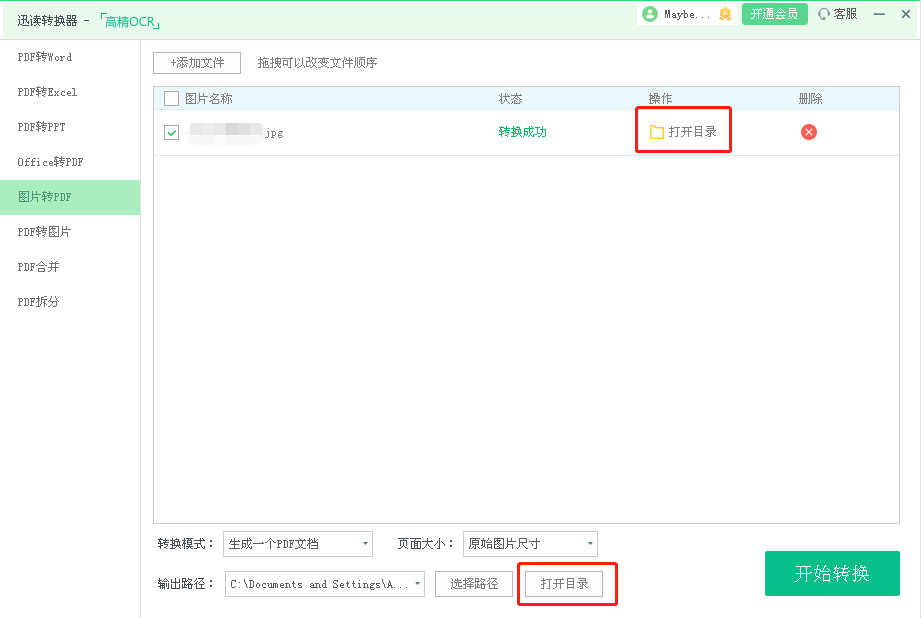 迅读转换器 - 「高精OCR」
Maybe... 开通会员 客服
PDF转Word
PDF转Excel
PDF转PPT
Office转PDF
图片转PDF
PDF转图片
PDF合并
PDF拆分
+添加文件 拖拽可以改变文件顺序
图片名称 状态 操作 删除
.jpg 转换成功 打开目录
转换模式: 生成一个PDF文档 页面大小: 原始图片尺寸
输出路径: C:\Documents and Settings\A... 选择路径 打开目录
开始转换